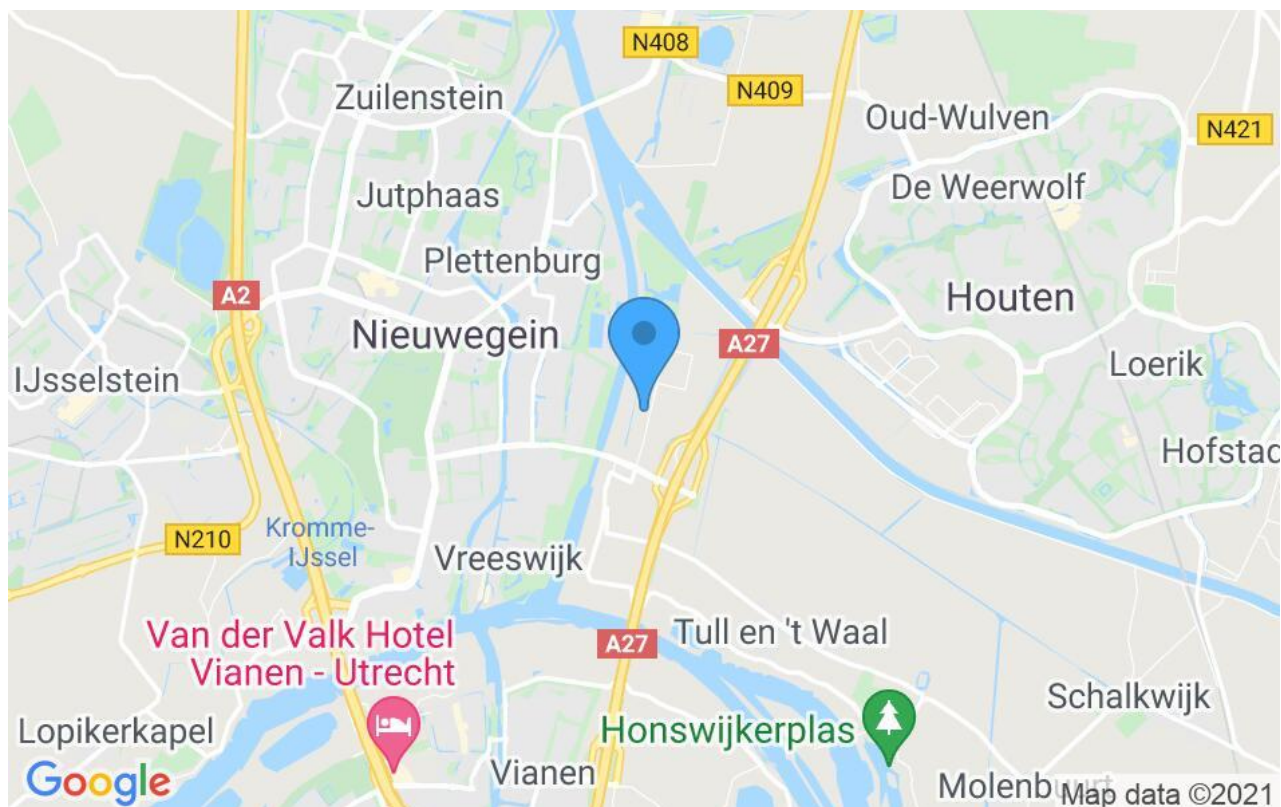 N408
Zuilenstein
N409
Oud-Wulven
N421
De Weerwolf
Jutphaas
Plettenburg
A2
Houten
Nieuwegein
A27
Loerik
IJsselstein
Hofstad
N210
Kromme-
IJssel
Vreeswijk
Van der Valk Hotel
Vianen - Utrecht
A27
Tull en 't Waal
Schalkwijk
Lopikerkapel
Honswijkerplas
Vianen
Google
Molenbuurt
Map data ©2021